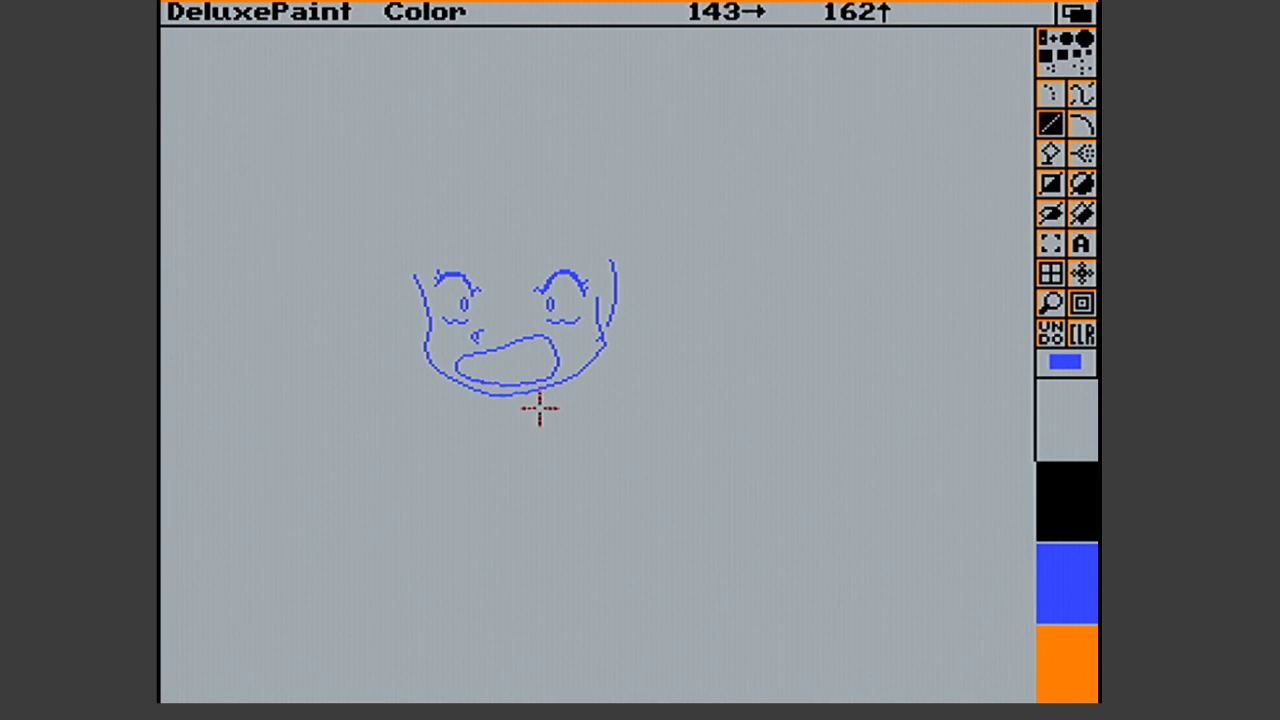 DeluxePaint Color 143→ 162↑
A
UN
DO CLR